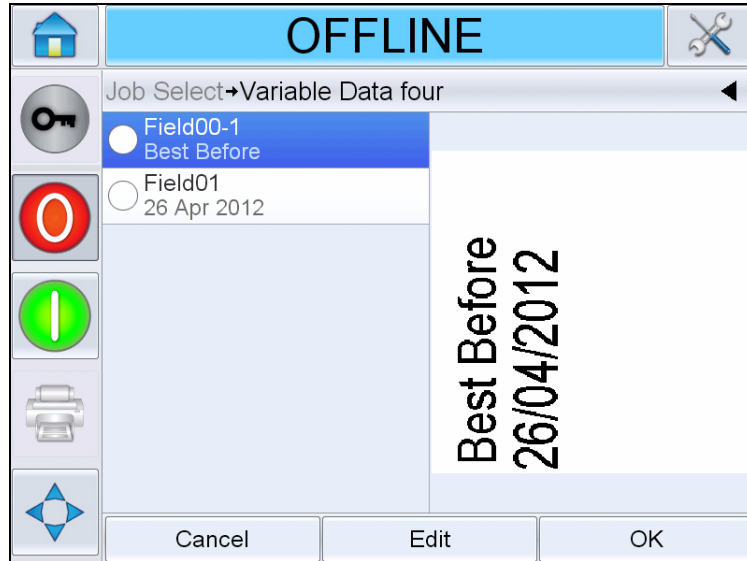 OFFLINE
Job Select→Variable Data four
Field00-1
Best Before
Field01
26 Apr 2012
Best Before
26/04/2012
Cancel
Edit
OK